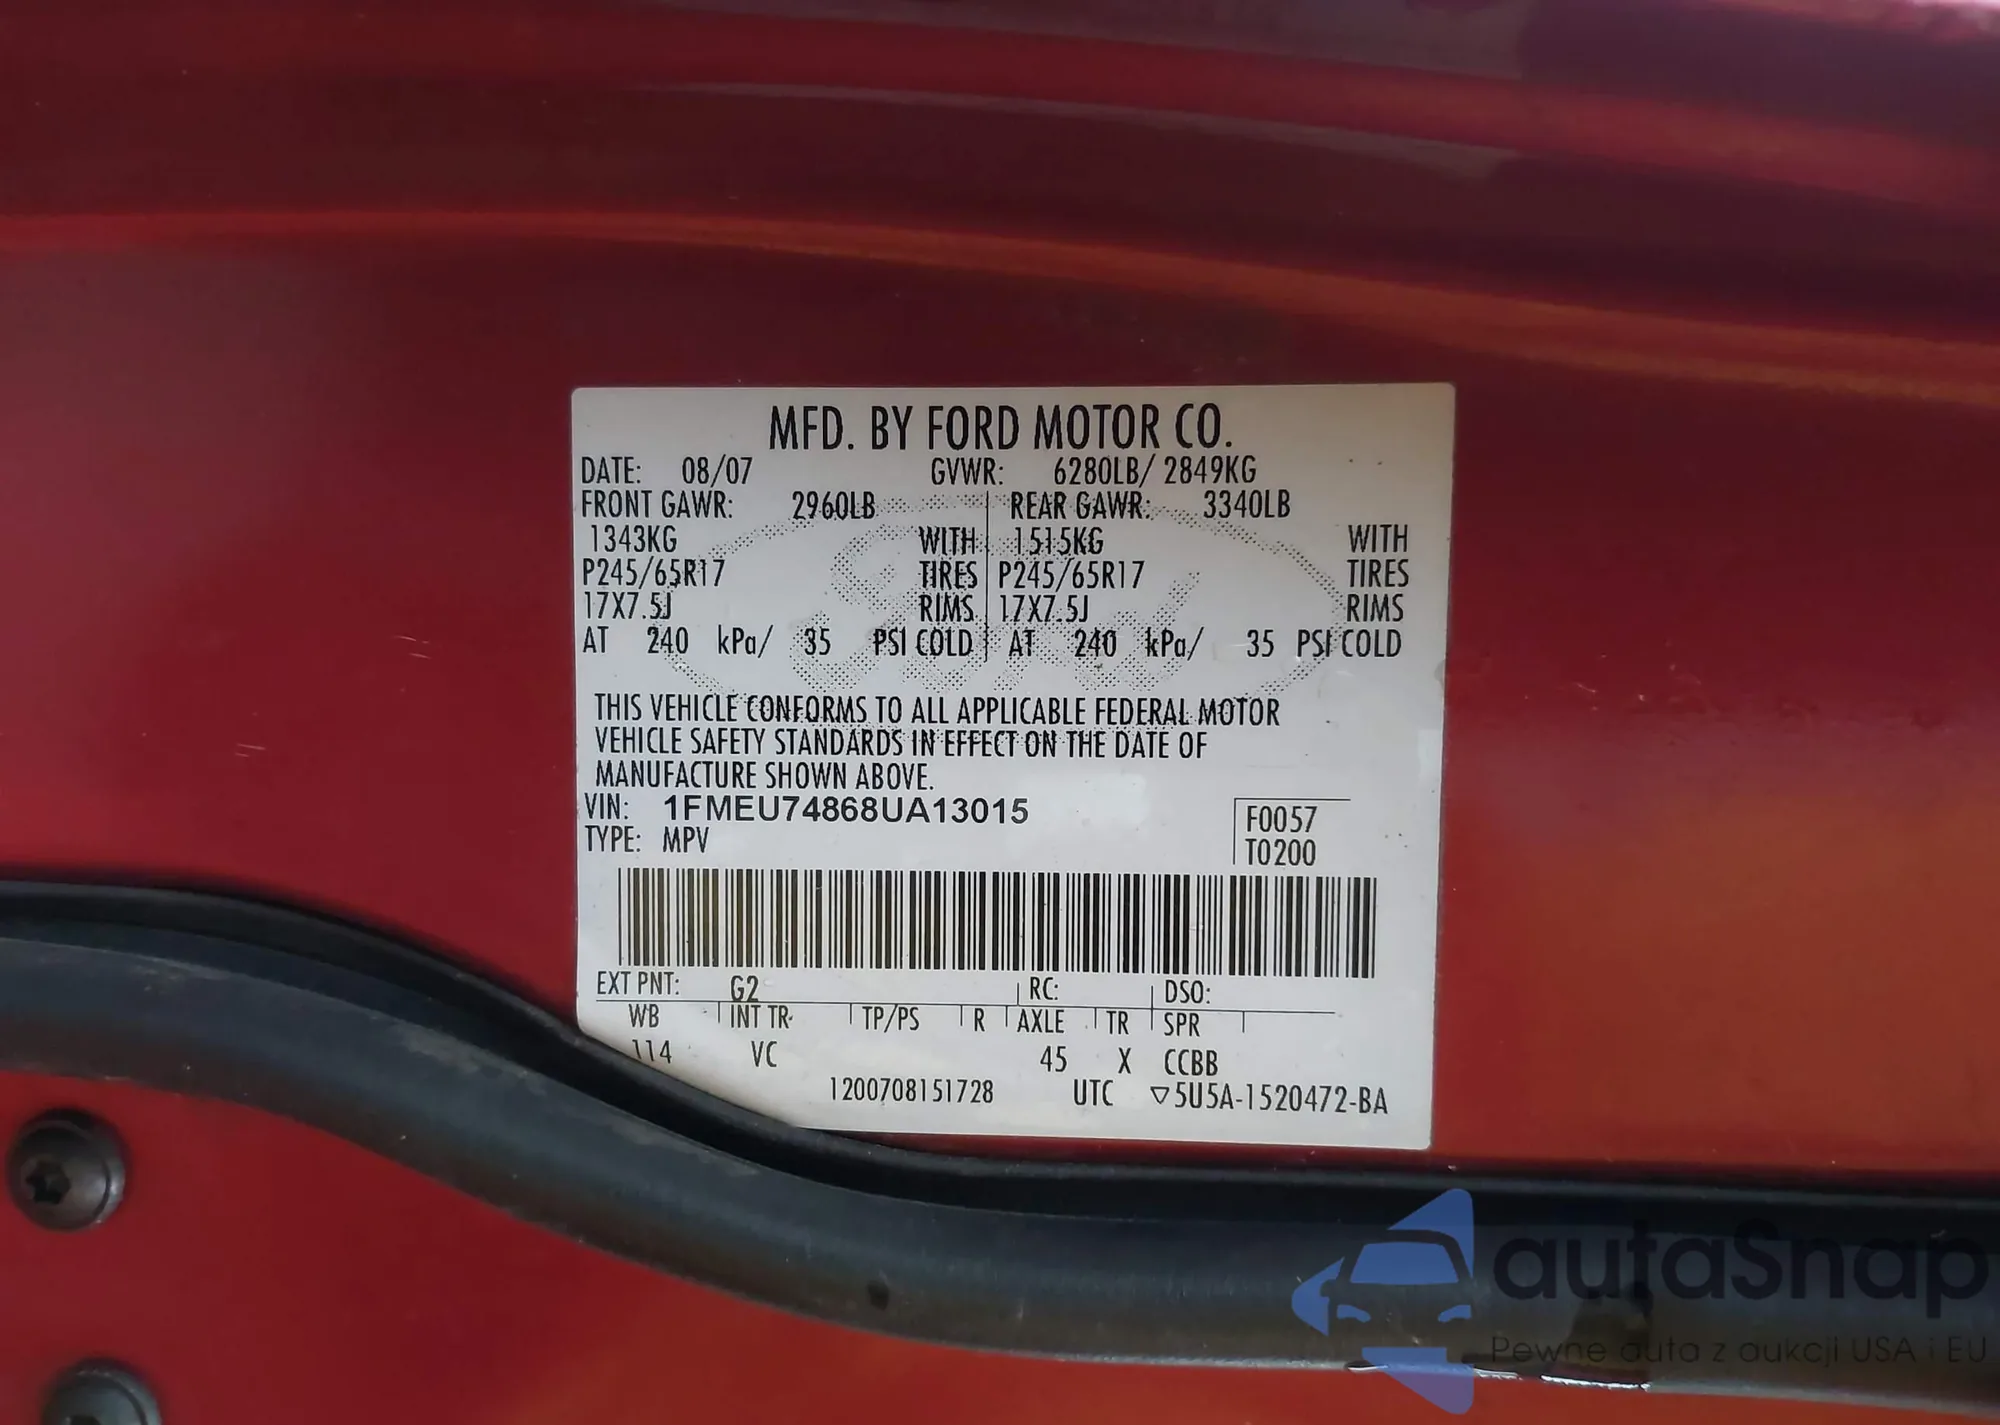 MFD. BY FORD MOTOR CO.
DATE: 08/07 GVWR: 6280LB/ 2849KG
FRONT GAWR: 2960LB REAR GAWR: 3340LB
1343KG WITH 1515KG WITH
P245/65R17 TIRES P245/65R17 TIRES
17X7.5J RIMS 17X7.5J RIMS
AT 240 kPa/ 35 PSI COLD AT 240 kPa/ 35 PSI COLD
THIS VEHICLE CONFORMS TO ALL APPLICABLE FEDERAL MOTOR
VEHICLE SAFETY STANDARDS IN EFFECT ON THE DATE OF
MANUFACTURE SHOWN ABOVE.
VIN: 1FMEU74868UA13015
F0057
TYPE: MPV
T0200
EXT PNT: G2 RC: DSO:
WB INT TR TP/PS R AXLE TR SPR
114 VC 45 X CCBB
1200708151728 UTC ▽5U5A-1520472-BA
autaSnap
Pewne auta z aukcji USA i EU